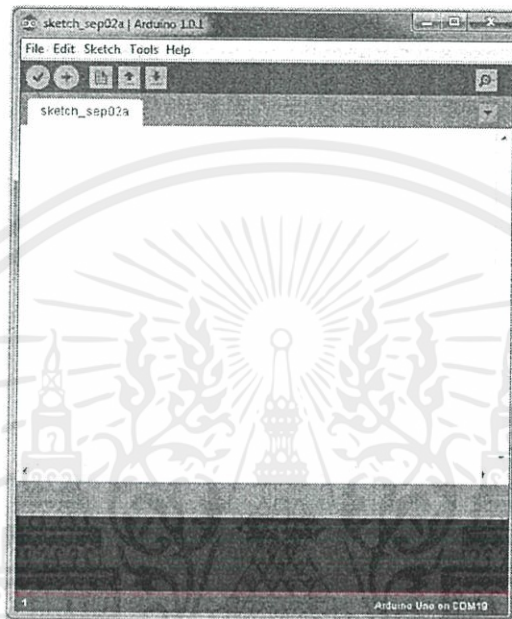 sketch_sep02a | Arduino 1.0.1
File Edit Sketch Tools Help
sketch_sep02a
1
Arduino Uno on COM19